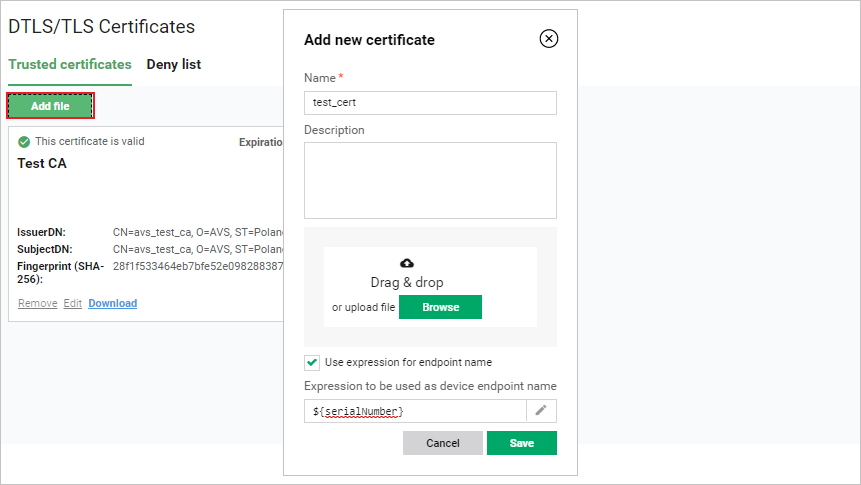 DTLS/TLS Certificates
Trusted certificates
Deny list
Add file
This certificate is valid
Expiratio
Test CA
IssuerDN:
CN=avs_test_ca, O=AVS, ST=Polan
SubjectDN:
CN=avs_test_ca, O=AVS, ST=Polan
Fingerprint (SHA-
256):
28f1f533464eb7bfe52e098288387
Remove Edit Download
Add new certificate
Name *
test_cert
Description
Drag & drop
or upload file Browse
Use expression for endpoint name
Expression to be used as device endpoint name
${serialNumber}
Cancel
Save